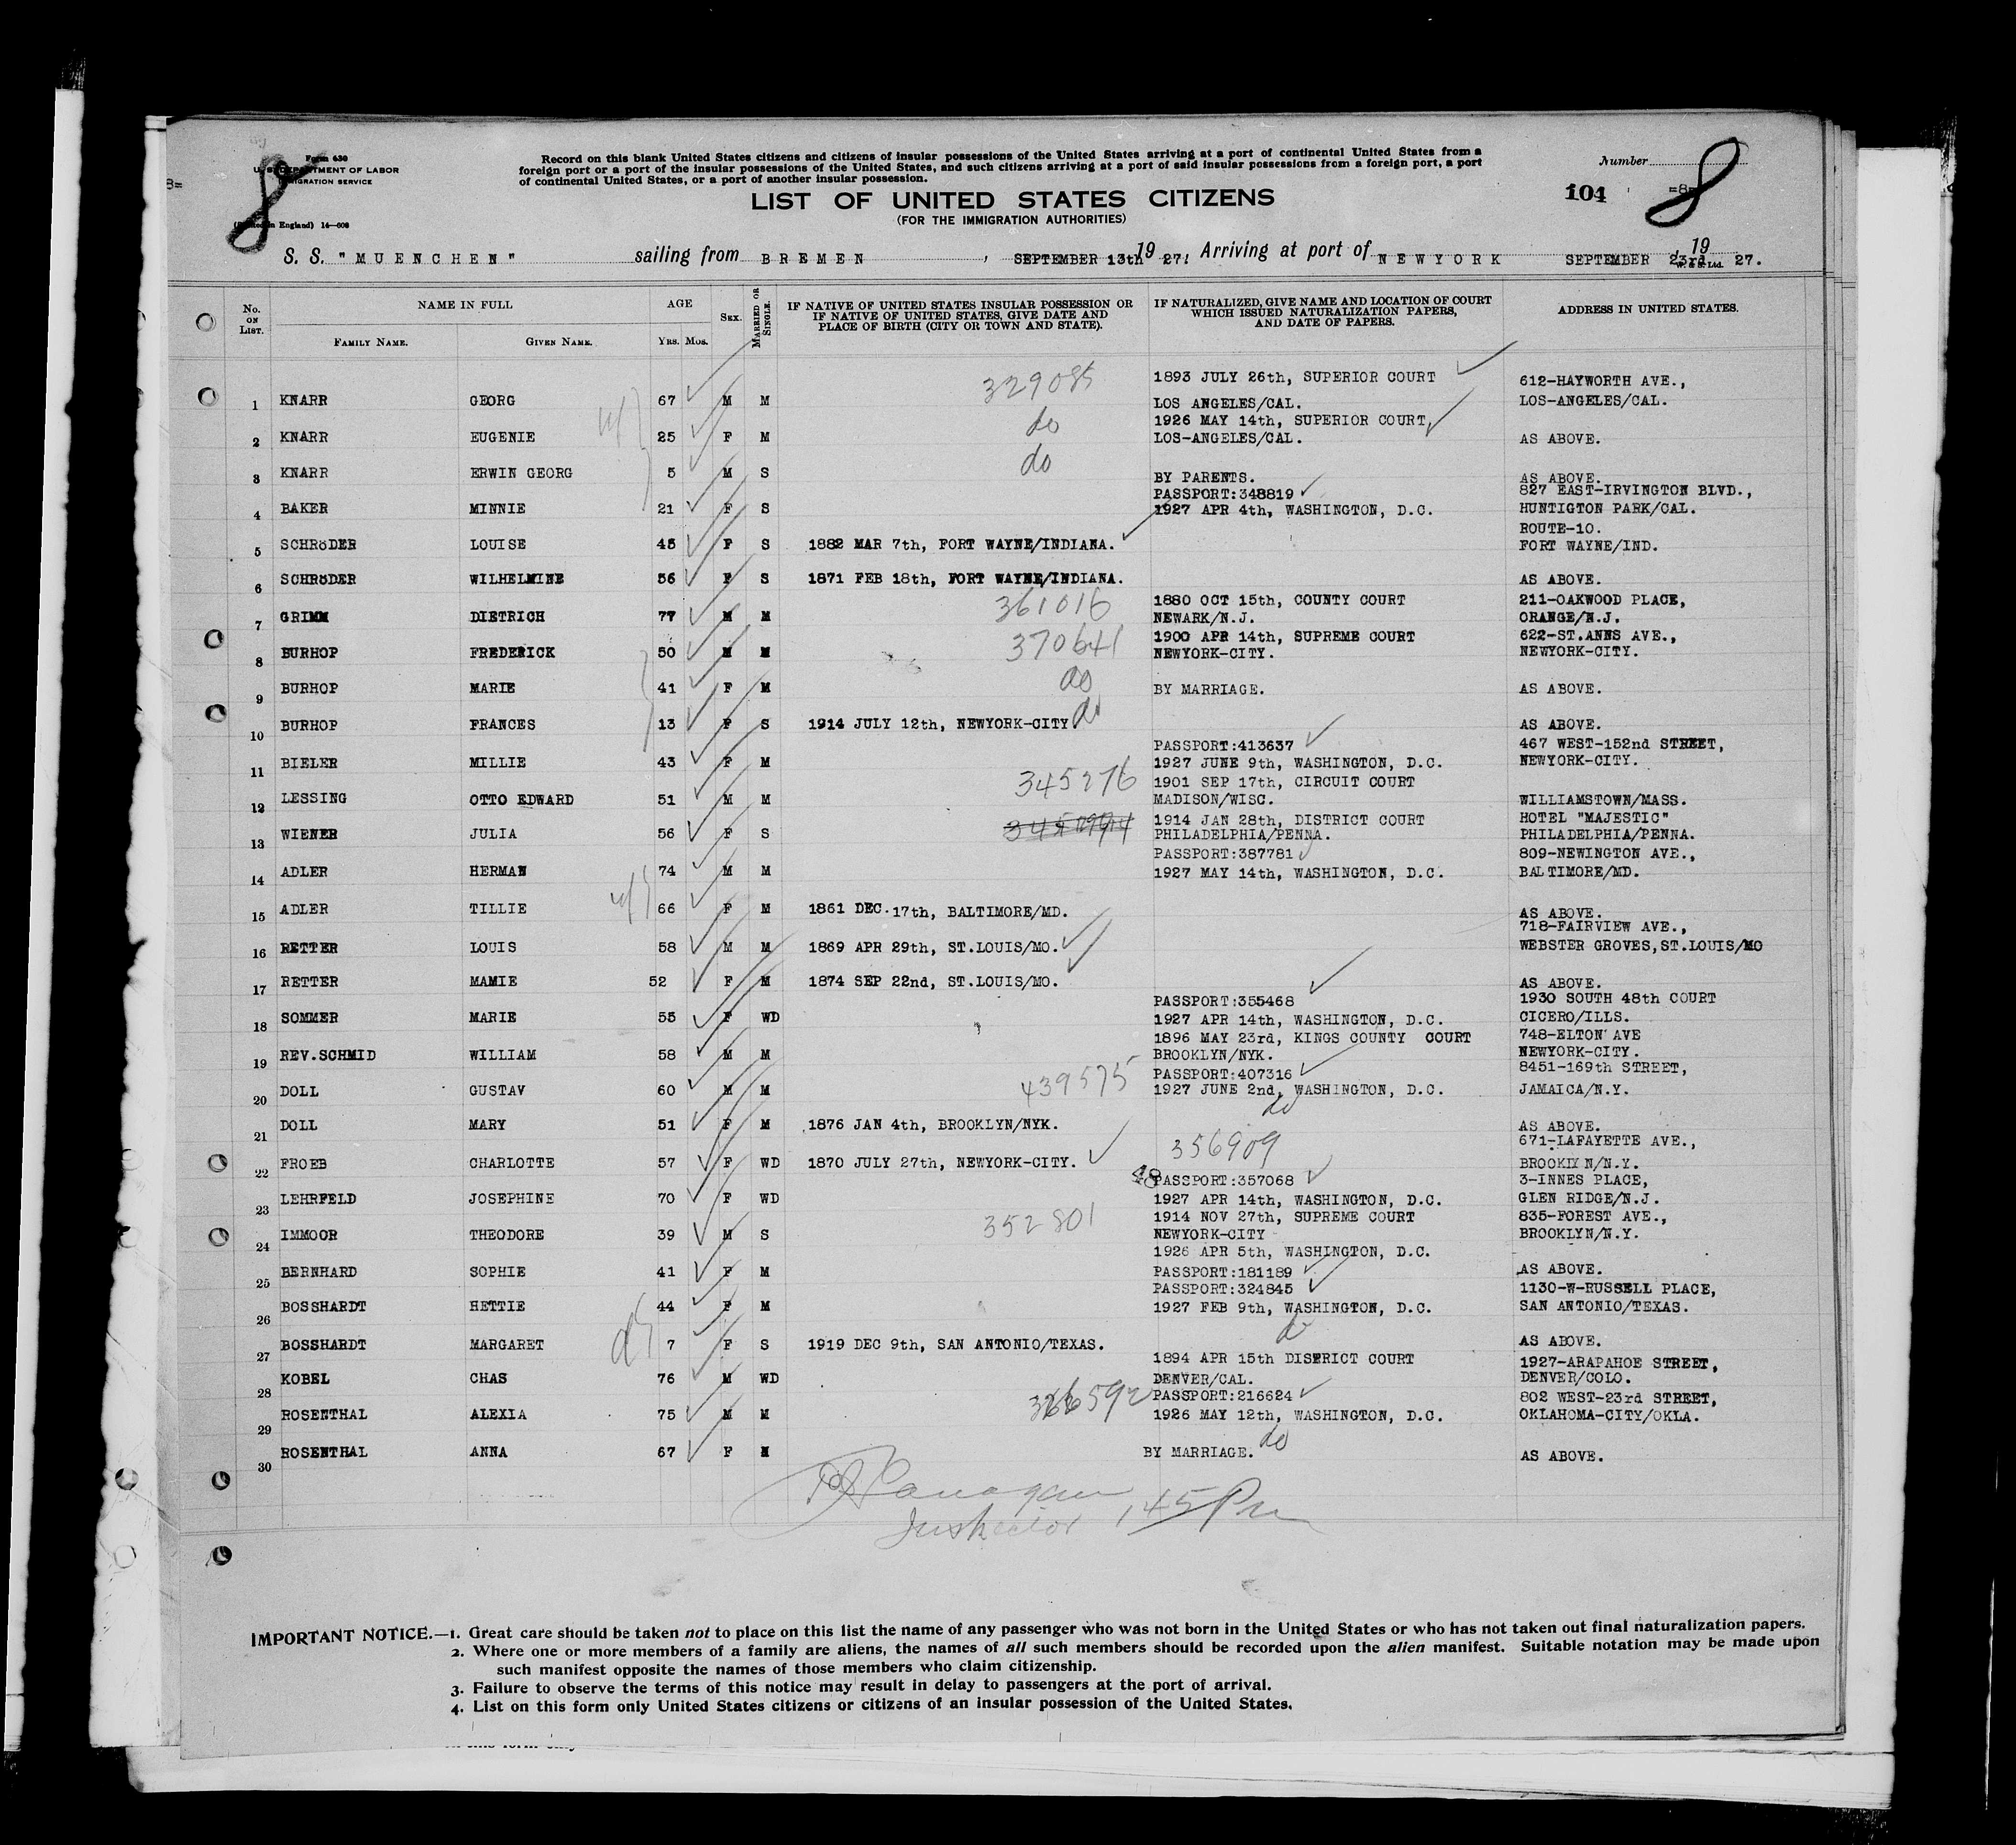 Form 630
U. S. DEPARTMENT OF LABOR
IMMIGRATION SERVICE
(Printed in England) 14—608
8=
8
Record on this blank United States citizens and citizens of insular possessions of the United States arriving at a port of continental United States from a
foreign port or a port of the insular possessions of the United States, and such citizens arriving at a port of said insular possessions from a foreign port, a port
of continental United States, or a port of another insular possession.
Number
104
=8=
8
LIST OF UNITED STATES CITIZENS
(FOR THE IMMIGRATION AUTHORITIES)
S. S. "MUENCHEN" sailing from BREMEN, SEPTEMBER 13th 19 27. Arriving at port of NEWYORK SEPTEMBER 23rd 19 27.
No. ON LIST. NAME IN FULL AGE SEX. MARRIED OR SINGLE. IF NATIVE OF UNITED STATES INSULAR POSSESSION OR IF NATIVE OF UNITED STATES, GIVE DATE AND PLACE OF BIRTH (CITY OR TOWN AND STATE). IF NATURALIZED, GIVE NAME AND LOCATION OF COURT WHICH ISSUED NATURALIZATION PAPERS, AND DATE OF PAPERS. ADDRESS IN UNITED STATES.
FAMILY NAME. GIVEN NAME. YRS. MOS.
329085 1893 JULY 26th, SUPERIOR COURT 612-HAYWORTH AVE.,
1 KNARR GEORG 67 M M LOS ANGELES/CAL. LOS-ANGELES/CAL.
do 1926 MAY 14th, SUPERIOR COURT,
2 KNARR EUGENIE 25 F M LOS-ANGELES/CAL. AS ABOVE.
do
3 KNARR ERWIN GEORG 5 M S BY PARENTS. AS ABOVE.
PASSPORT:348819 827 EAST-IRVINGTON BLVD.,
4 BAKER MINNIE 21 F S 1927 APR 4th, WASHINGTON, D.C. HUNTIGTON PARK/CAL.
ROUTE-10.
5 SCHRöDER LOUISE 45 F S 1882 MAR 7th, FORT WAYNE/INDIANA. FORT WAYNE/IND.
6 SCHRöDER WILHELMINE 56 F S 1871 FEB 18th, FORT WAYNE/INDIANA. AS ABOVE.
361016 1880 OCT 15th, COUNTY COURT 211-OAKWOOD PLACE,
7 GRIMM DIETRICH 77 M M NEWARK/N.J. ORANGE/N.J.
370641 1900 APR 14th, SUPREME COURT 622-ST.ANNS AVE.,
8 BURHOP FREDERICK 50 M M NEWYORK-CITY. NEWYORK-CITY.
do
9 BURHOP MARIE 41 F M BY MARRIAGE. AS ABOVE.
10 BURHOP FRANCES 13 F S 1914 JULY 12th, NEWYORK-CITY do AS ABOVE.
PASSPORT:413637 467 WEST-152nd STREET,
11 BIELER MILLIE 43 F M 1927 JUNE 9th, WASHINGTON, D.C. NEWYORK-CITY.
345276 1901 SEP 17th, CIRCUIT COURT
12 LESSING OTTO EDWARD 51 M M MADISON/WISC. WILLIAMSTOWN/MASS.
1914 JAN 28th, DISTRICT COURT HOTEL "MAJESTIC"
13 WIENER JULIA 56 F S PHILADELPHIA/PENNA. PHILADELPHIA/PENNA.
PASSPORT:387781 809-NEWINGTON AVE.,
14 ADLER HERMAN 74 M M 1927 MAY 14th, WASHINGTON, D.C. BALTIMORE/MD.
15 ADLER TILLIE 66 F M 1861 DEC.17th, BALTIMORE/MD. AS ABOVE.
718-FAIRVIEW AVE.,
16 RETTER LOUIS 58 M M 1869 APR 29th, ST.LOUIS/MO. WEBSTER GROVES,ST.LOUIS/MO
17 RETTER MAMIE 52 F M 1874 SEP 22nd, ST.LOUIS/MO. AS ABOVE.
PASSPORT:355468 1930 SOUTH 48th COURT
18 SOMMER MARIE 55 F WD 1927 APR 14th, WASHINGTON, D.C. CICERO/ILLS.
1896 MAY 23rd, KINGS COUNTY COURT 748-ELTON AVE
19 REV.SCHMID WILLIAM 58 M M BROOKLYN/NYK. NEWYORK-CITY.
PASSPORT:407316 8451-169th STREET,
20 DOLL GUSTAV 60 M M 439575 1927 JUNE 2nd, WASHINGTON, D.C. JAMAICA/N.Y.
do
21 DOLL MARY 51 F M 1876 JAN 4th, BROOKLYN/NYK. AS ABOVE.
356909 671-LAFAYETTE AVE.,
22 FROEB CHARLOTTE 57 F WD 1870 JULY 27th, NEWYORK-CITY. BROOKLYN/N.Y.
48 PASSPORT:357068 3-INNES PLACE,
23 LEHRFELD JOSEPHINE 70 F WD 1927 APR 14th, WASHINGTON, D.C. GLEN RIDGE/N.J.
352801 1914 NOV 27th, SUPREME COURT 835-FOREST AVE.,
24 IMMOOR THEODORE 39 M S NEWYORK-CITY BROOKLYN/N.Y.
1926 APR 5th, WASHINGTON, D.C.
25 BERNHARD SOPHIE 41 F M PASSPORT:181189 AS ABOVE.
PASSPORT:324845 1130-W-RUSSELL PLACE,
26 BOSSHARDT HETTIE 44 F M 1927 FEB 9th, WASHINGTON, D.C. SAN ANTONIO/TEXAS.
do
27 BOSSHARDT MARGARET 7 F S 1919 DEC 9th, SAN ANTONIO/TEXAS. AS ABOVE.
1894 APR 15th DISERICT COURT 1927-ARAPAHOE STREET,
28 KOBEL CHAS 76 M WD DENVER/CAL. DENVER/COLO.
PASSPORT:216624 802 WEST-23rd STREET,
29 ROSENTHAL ALEXIA 75 M M 1926 MAY 12th, WASHINGTON, D.C. OKLAHOMA-CITY/OKLA.
30 ROSENTHAL ANNA 67 F M BY MARRIAGE. do AS ABOVE.
Inspector 1,45 Pm
IMPORTANT NOTICE.—1. Great care should be taken not to place on this list the name of any passenger who was not born in the United States or who has not taken out final naturalization papers.
2. Where one or more members of a family are aliens, the names of all such members should be recorded upon the alien manifest. Suitable notation may be made upon
such manifest opposite the names of those members who claim citizenship.
3. Failure to observe the terms of this notice may result in delay to passengers at the port of arrival.
4. List on this form only United States citizens or citizens of an insular possession of the United States.